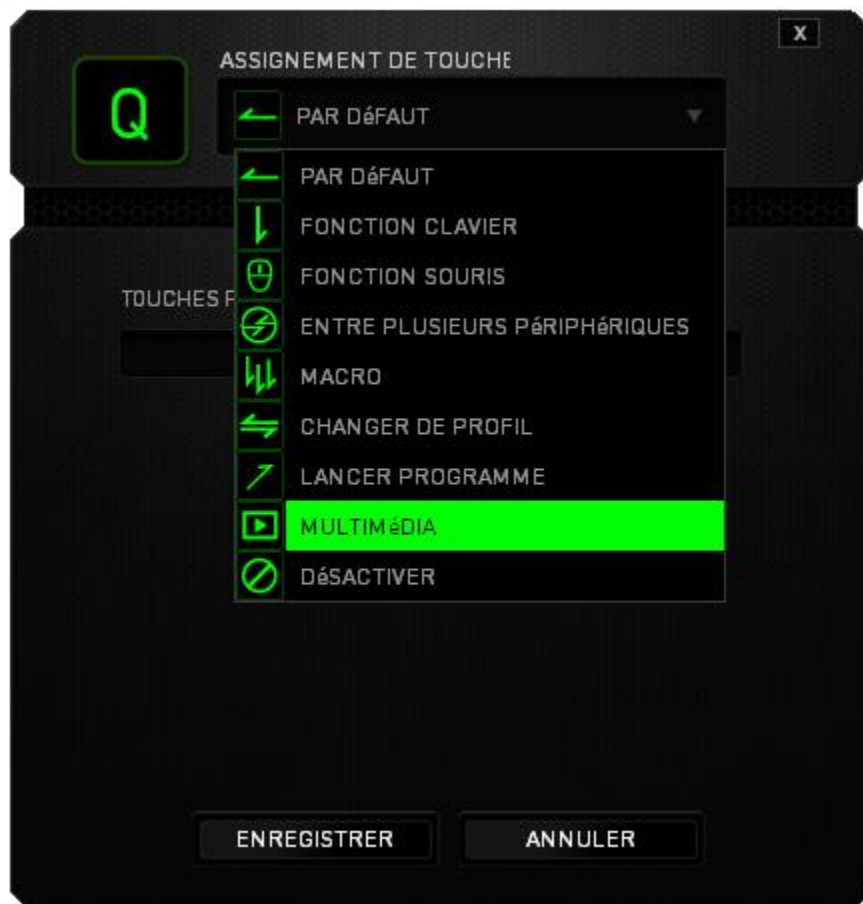 X
ASSIGNEMENT DE TOUCHE
Q
PAR DéFAUT
PAR DéFAUT
FONCTION CLAVIER
FONCTION SOURIS
TOUCHES
ENTRE PLUSIEURS PéRIPHéRIQUES
MACRO
CHANGER DE PROFIL
LANCER PROGRAMME
MULTIMéDIA
DéSACTIVER
ENREGISTRER
ANNULER